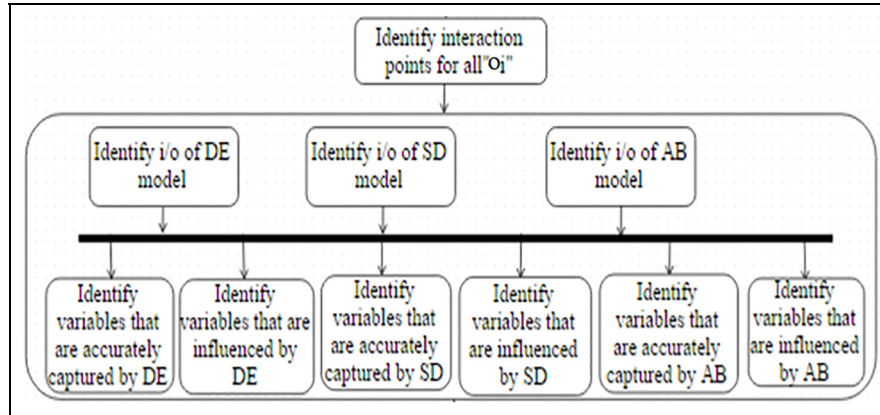 Identify interaction
points for all"oi"
Identify i/o of DE
model
Identify i/o of SD
model
Identify i/o of AB
model
Identify
variables that
are accurately
captured by DE
Identify
variables that are
influenced by
DE
Identify
variables that
are accurately
captured by SD
Identify
variables that
are influenced
by SD
Identify
variables that
are accurately
captured by AB
Identify
variables that
are influenced by
AB